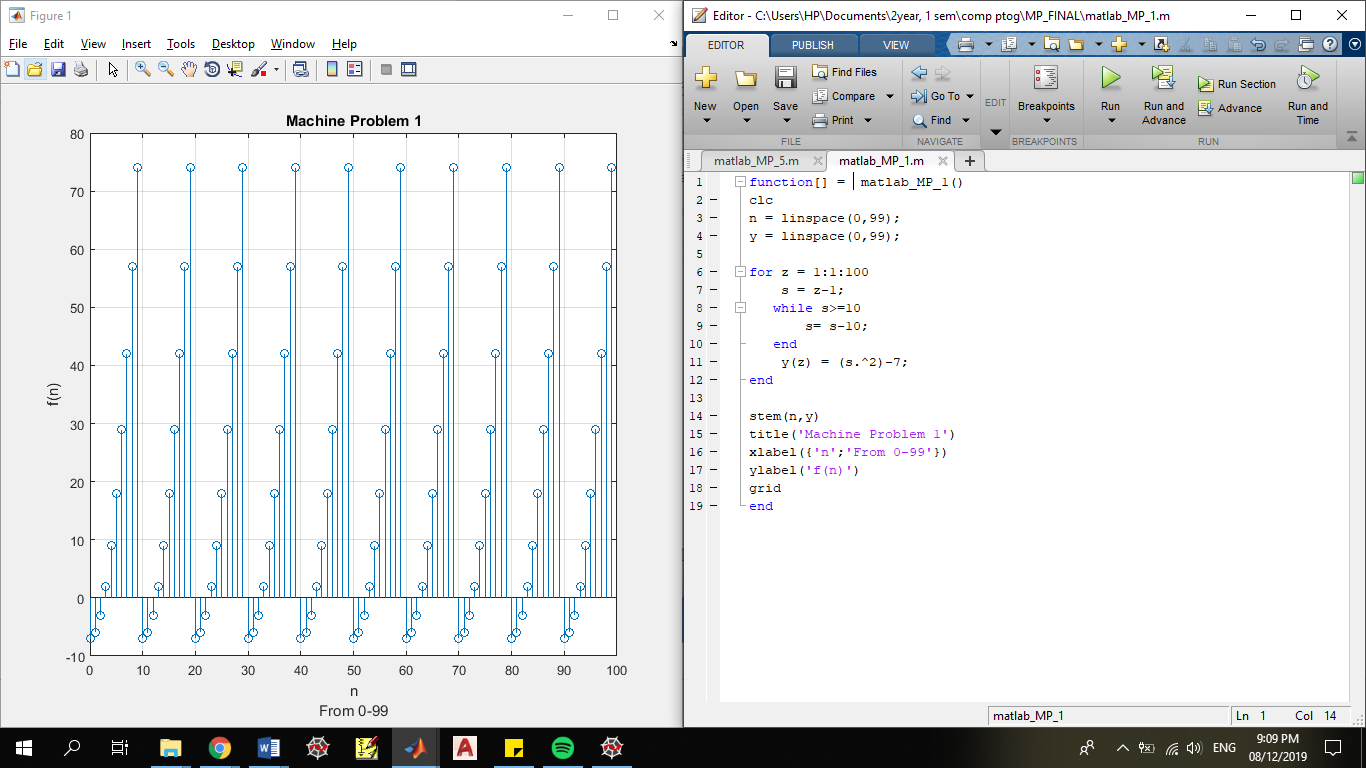 Figure 1
File Edit View Insert Tools Desktop Window Help
Machine Problem 1
80
70
60
50
40
30
20
10
0
-10
f(n)
0 10 20 30 40 50 60 70 80 90 100
n
From 0-99
Editor - C:\Users\HP\Documents\2year, 1 sem\comp ptog\MP_FINAL\matlab_MP_1.m
EDITOR PUBLISH VIEW
New Open Save Find Files Compare Print
FILE
Go To Find
NAVIGATE
EDIT
Breakpoints
BREAKPOINTS
Run Run and Advance Run Section Advance Run and Time
RUN
matlab_MP_5.m matlab_MP_1.m
1 function[] = matlab_MP_1()
2 clc
3 n = linspace(0,99);
4 y = linspace(0,99);
5
6 for z = 1:1:100
7 s = z-1;
8 while s>=10
9 s= s-10;
10 end
11 y(z) = (s.^2)-7;
12 end
13
14 stem(n,y)
15 title('Machine Problem 1')
16 xlabel({'n';'From 0-99'})
17 ylabel('f(n)')
18 grid
19 end
matlab_MP_1 Ln 1 Col 14
ENG
9:09 PM
08/12/2019